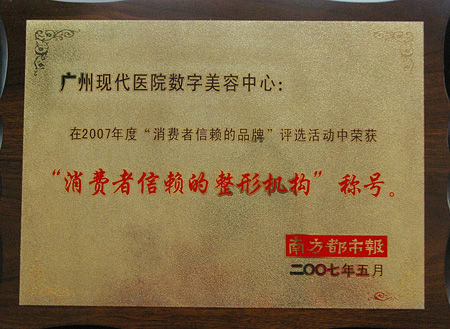 广州现代医院数字美容中心：
在2007年度“消费者信赖的品牌”评选活动中荣获
“消费者信赖的整形机构”称号。
南方都市报
二〇〇七年五月